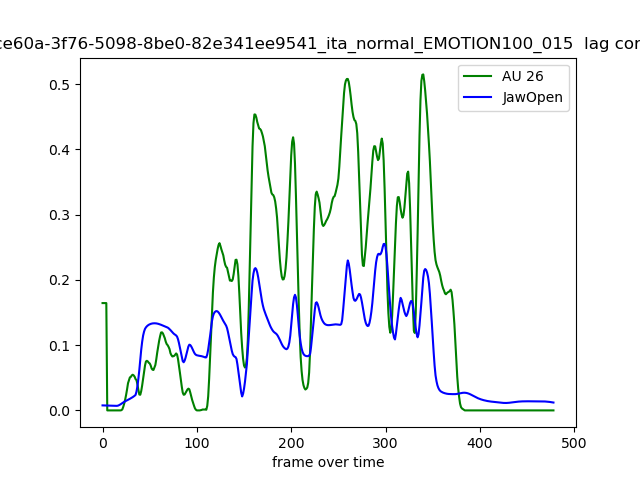 ce60a-3f76-5098-8be0-82e341ee9541_ita_normal_EMOTION100_015  lag cor
AU 26
JawOpen
0.5
0.4
0.3
0.2
0.1
0.0
0 100 200 300 400 500
frame over time